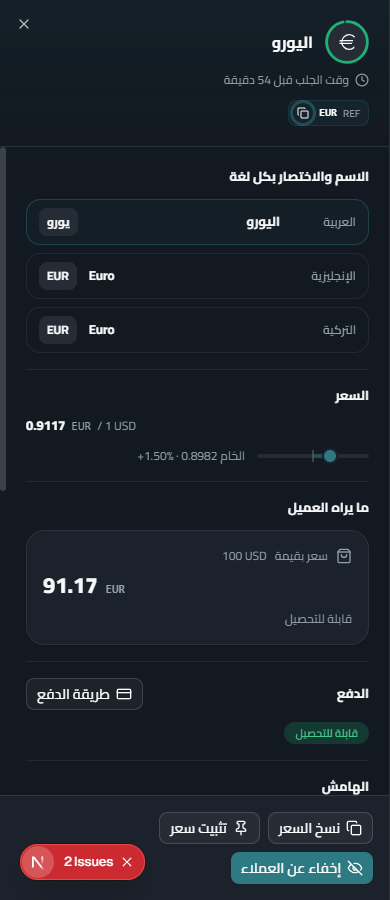 اليورو
وقت الجلب قبل 54 دقيقة
REF EUR
الاسم والاختصار بكل لغة
العربية اليورو يورو
الإنجليزية Euro EUR
التركية Euro EUR
السعر
0.9117 EUR / 1 USD
الخام 0.8982 · +1.50%
ما يراه العميل
سعر بقيمة 100 USD
91.17 EUR
قابلة للتحصيل
الدفع طريقة الدفع
قابلة للتحصيل
الهامش
نسخ السعر تثبيت سعر
إخفاء عن العملاء
N 2 Issues